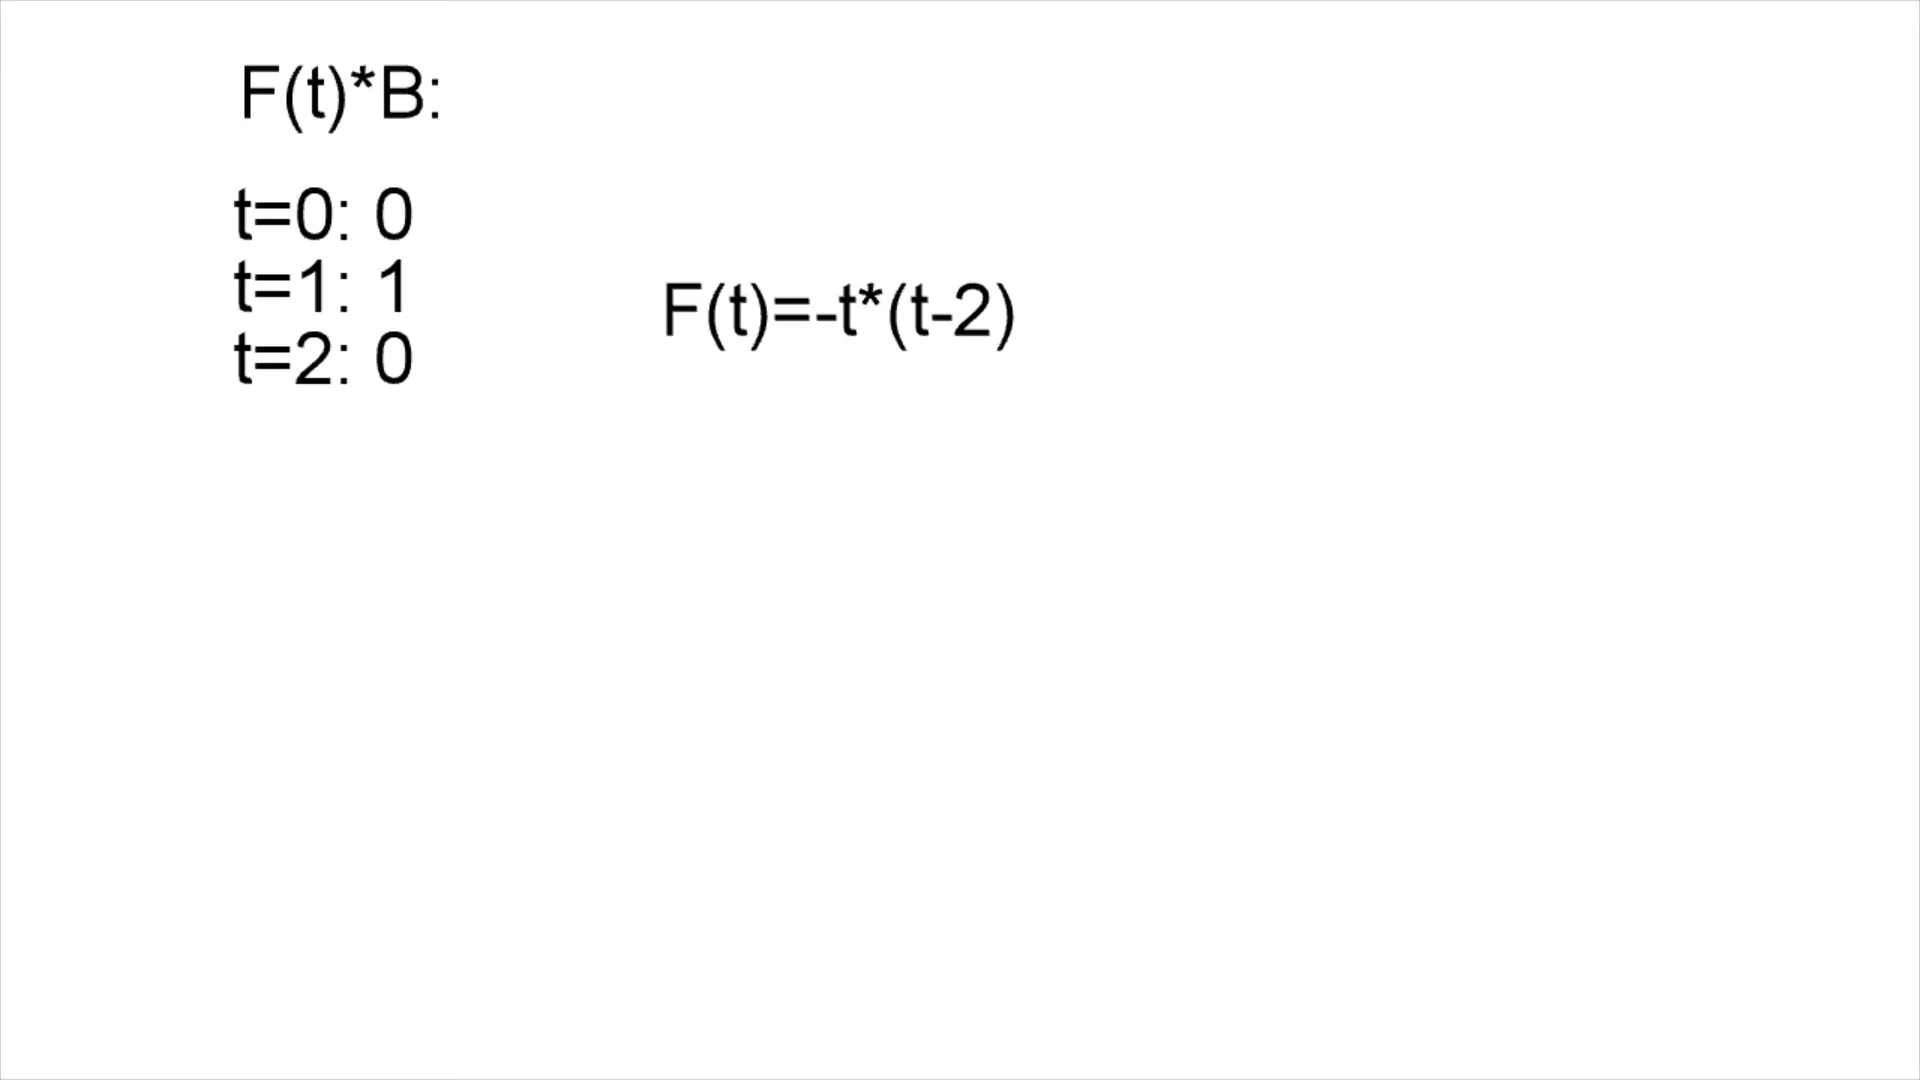 F(t)*B:
t=0: 0
t=1: 1
t=2: 0
F(t)=-t*(t-2)